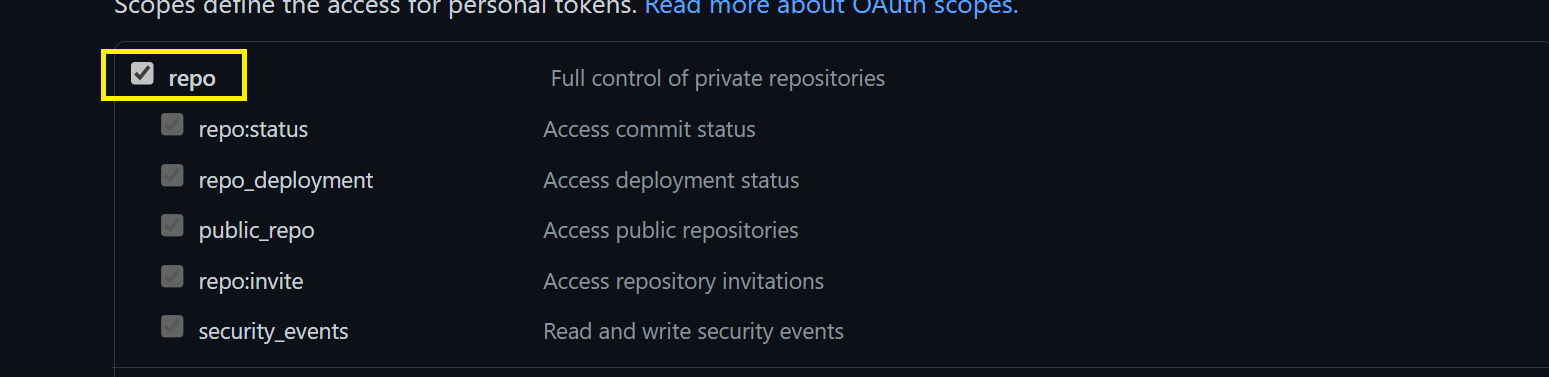 Scopes define the access for personal tokens. Read more about OAuth scopes.
repo Full control of private repositories
repo:status Access commit status
repo_deployment Access deployment status
public_repo Access public repositories
repo:invite Access repository invitations
security_events Read and write security events